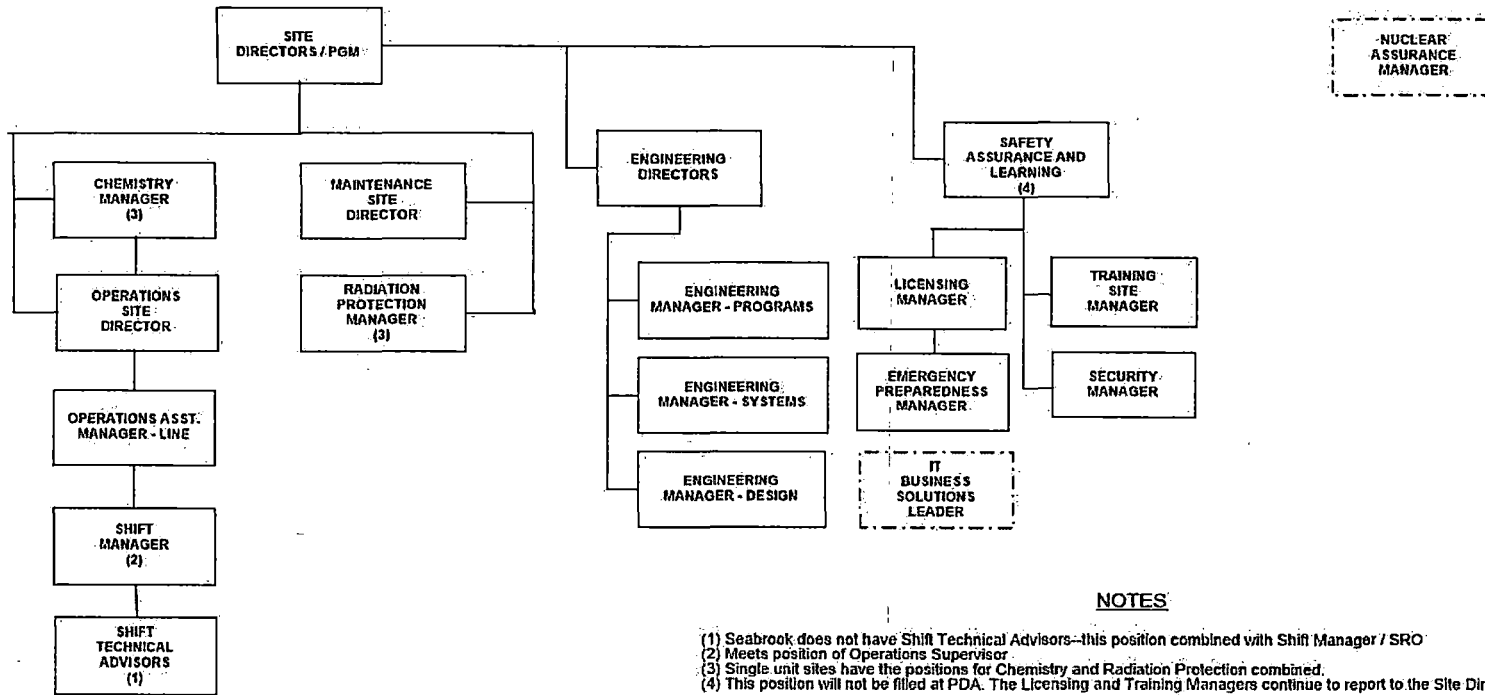 SITE
DIRECTORS / PGM
NUCLEAR
ASSURANCE
MANAGER
CHEMISTRY
MANAGER
(3)
MAINTENANCE
SITE
DIRECTOR
ENGINEERING
DIRECTORS
SAFETY
ASSURANCE AND
LEARNING
(4)
OPERATIONS
SITE
DIRECTOR
RADIATION
PROTECTION
MANAGER
(3)
ENGINEERING
MANAGER - PROGRAMS
LICENSING
MANAGER
TRAINING
SITE
MANAGER
OPERATIONS ASST.
MANAGER - LINE
ENGINEERING
MANAGER - SYSTEMS
EMERGENCY
PREPAREDNESS
MANAGER
SECURITY
MANAGER
ENGINEERING
MANAGER - DESIGN
IT
BUSINESS
SOLUTIONS
LEADER
SHIFT
MANAGER
(2)
SHIFT
TECHNICAL
ADVISORS
(1)
NOTES
(1) Seabrook does not have Shift Technical Advisors--this position combined with Shift Manager / SRO
(2) Meets position of Operations Supervisor
(3) Single unit sites have the positions for Chemistry and Radiation Protection combined.
(4) This position will not be filled at PDA. The Licensing and Training Managers continue to report to the Site